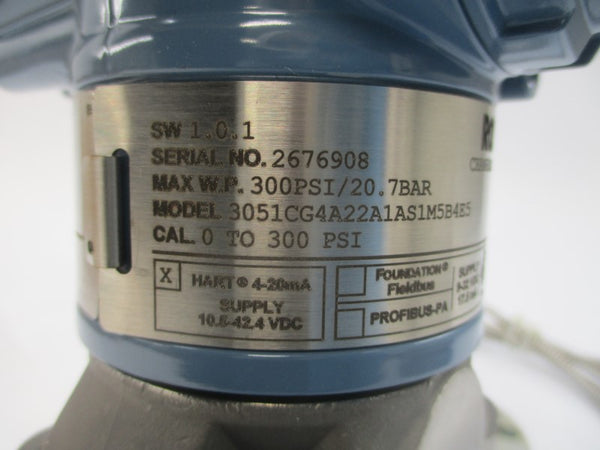 SW 1.0.1
SERIAL NO. 2676908
MAX W.P. 300PSI/20.7BAR
MODEL 3051CG4A22A1AS1M5B4E5
CAL. 0 TO 300 PSI
X HART® 4-20mA
SUPPLY
10.5-42.4 VDC
FOUNDATION®
Fieldbus
PROFIBUS-PA
SUPPLY